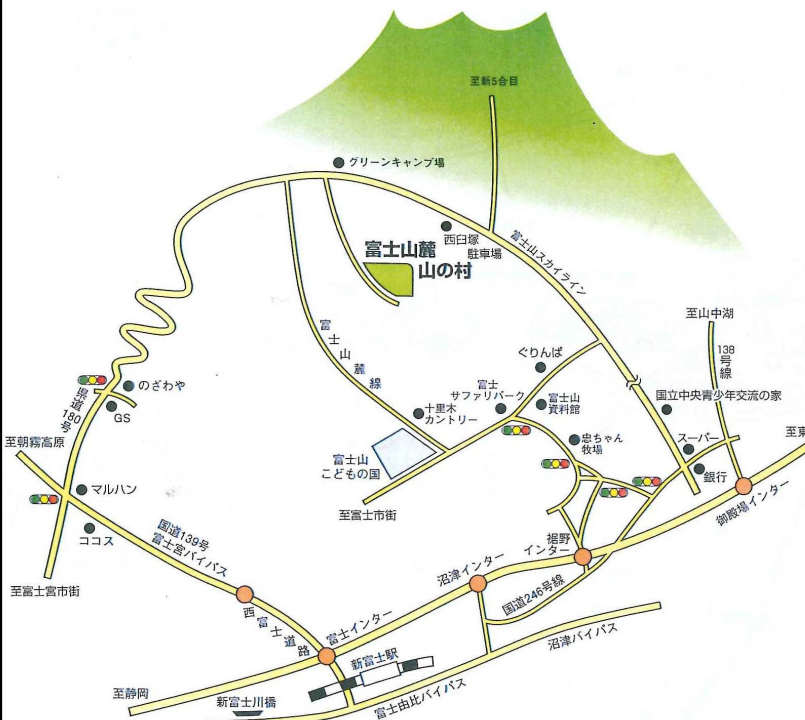 至新5合目
グリーンキャンプ場
西臼塚
駐車場
富士山麓
山の村
富士山スカイライン
至山中湖
138号線
富士山麓線
ぐりんぱ
富士
サファリパーク
富士山
資料館
国立中央青少年交流の家
のざわや
県道180号
GS
十里木
カントリー
忠ちゃん
牧場
スーパー
銀行
至朝霧高原
富士山
こどもの国
至東
マルハン
至富士市街
御殿場インター
ココス
国道139号
富士宮バイパス
裾野
インター
沼津インター
国道246号線
至富士宮市街
西富士道路
富士インター
沼津バイパス
新富士駅
至静岡
新富士川橋
富士由比バイパス